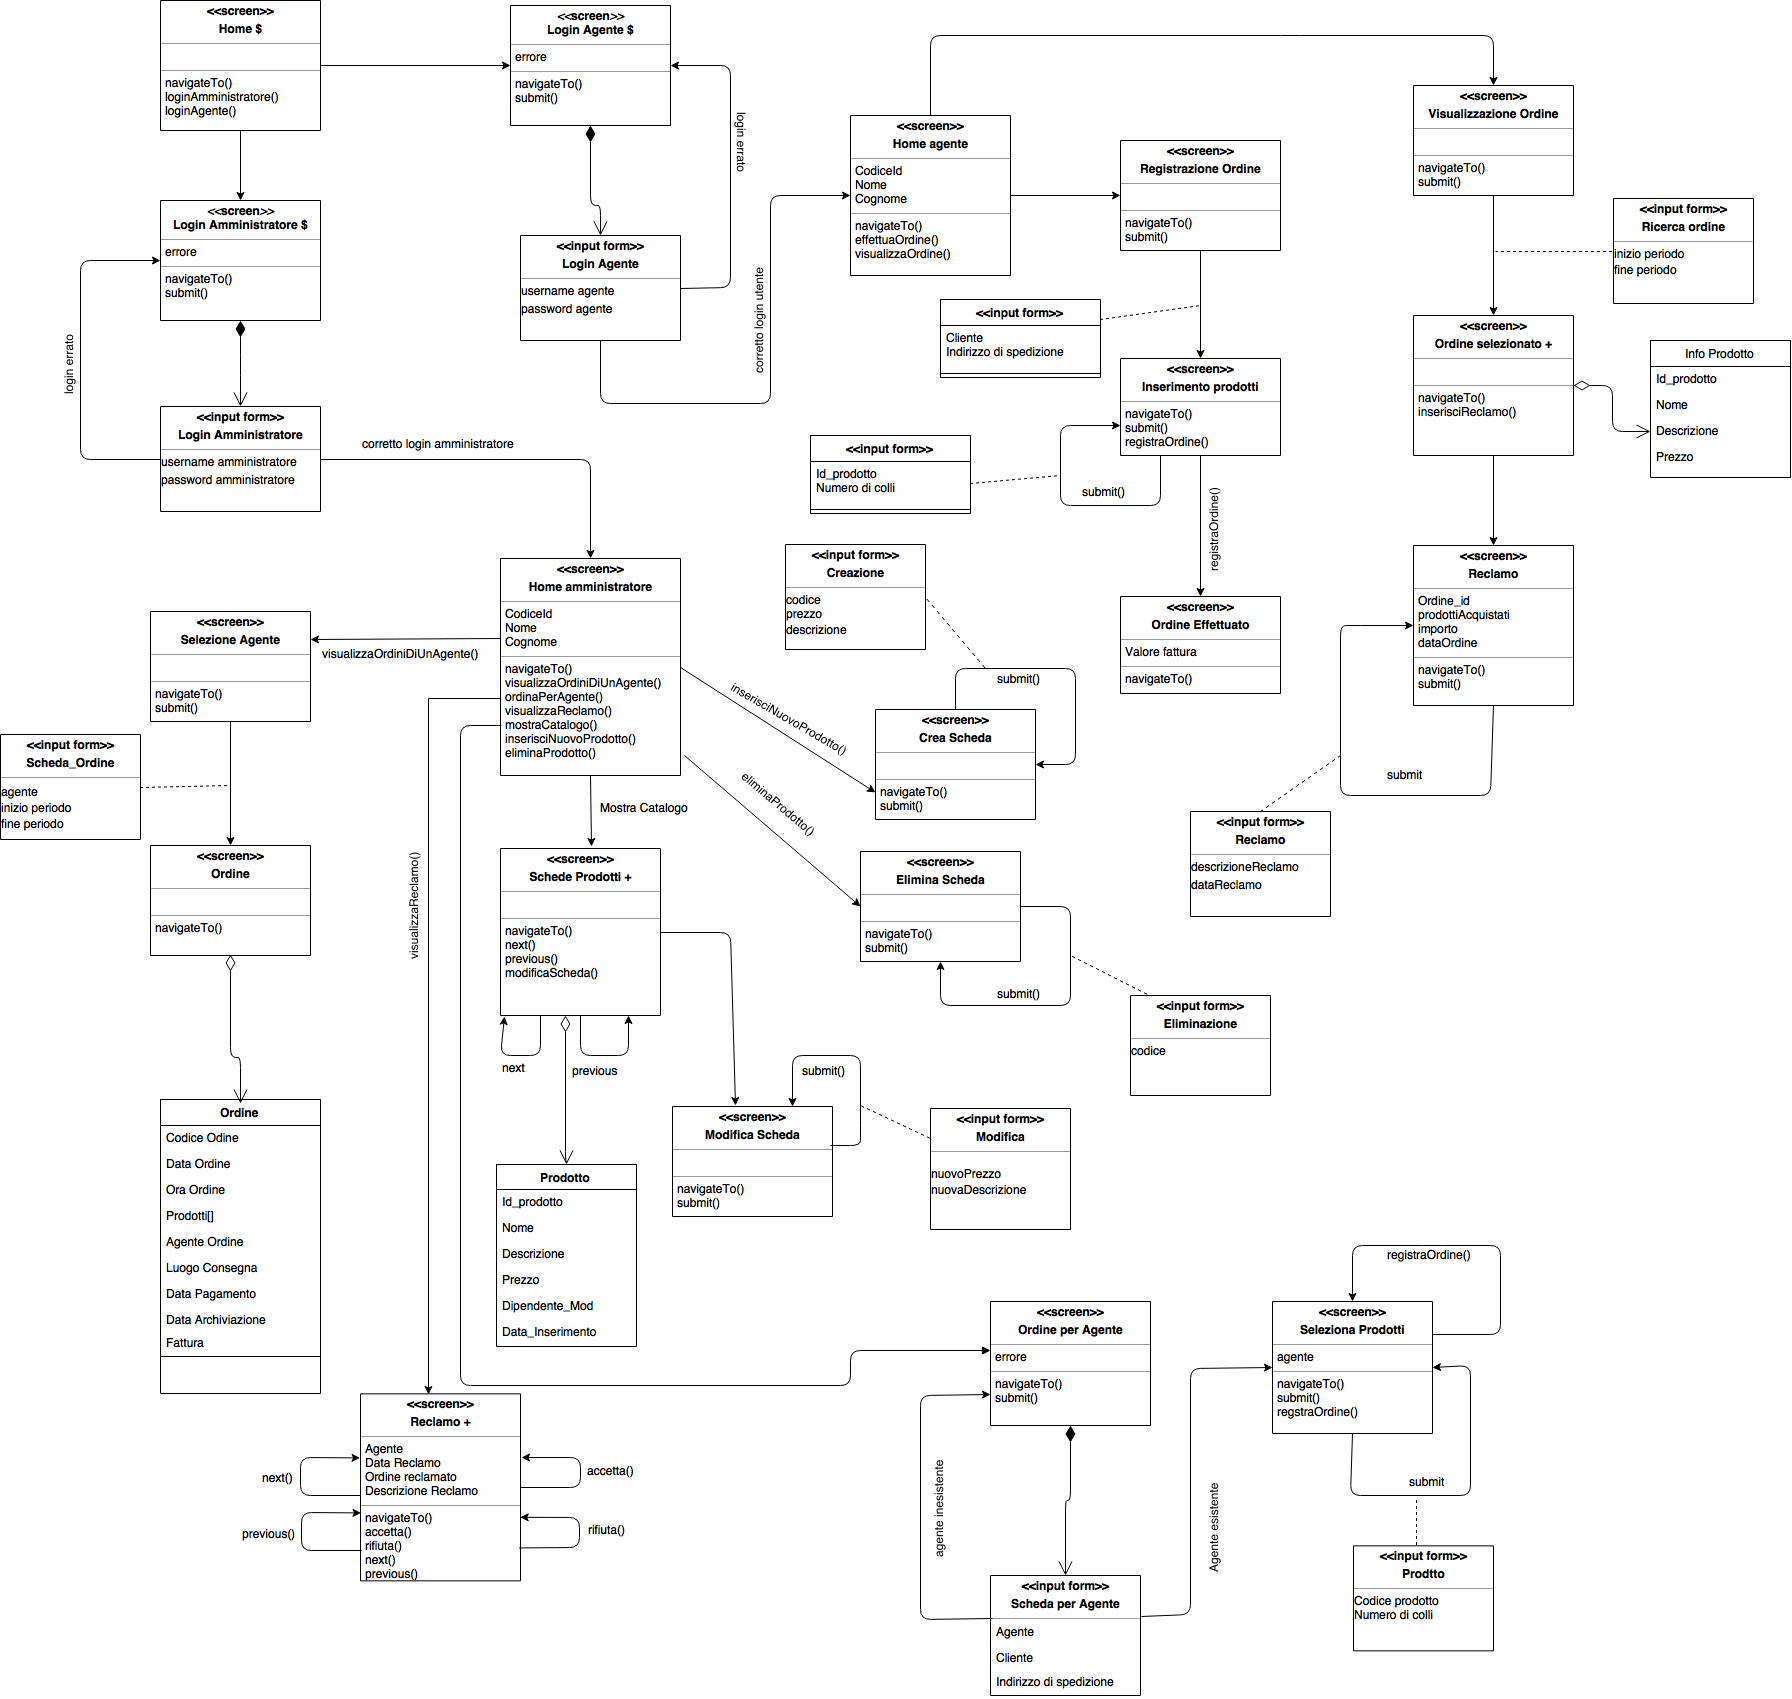 <<screen>>
Home $
navigateTo()
loginAmministratore()
loginAgente()
<<screen>>
Login Agente $
errore
navigateTo()
submit()
login errato
<<screen>>
Login Amministratore $
errore
navigateTo()
submit()
login errato
<<input form>>
Login Agente
username agente
password agente
corretto login utente
<<input form>>
Login Amministratore
username amministratore
password amministratore
corretto login amministratore
<<screen>>
Home agente
CodiceId
Nome
Cognome
navigateTo()
effettuaOrdine()
visualizzaOrdine()
<<screen>>
Registrazione Ordine
navigateTo()
submit()
<<screen>>
Visualizzazione Ordine
navigateTo()
submit()
<<input form>>
Ricerca ordine
inizio periodo
fine periodo
<<input form>>
Cliente
Indirizzo di spedizione
<<screen>>
Inserimento prodotti
navigateTo()
submit()
registraOrdine()
<<screen>>
Ordine selezionato +
navigateTo()
inserisciReclamo()
Info Prodotto
Id_prodotto
Nome
Descrizione
Prezzo
<<input form>>
Id_prodotto
Numero di colli
submit()
registraOrdine()
<<input form>>
Creazione
codice
prezzo
descrizione
<<screen>>
Ordine Effettuato
Valore fattura
navigateTo()
<<screen>>
Reclamo
Ordine_id
prodottiAcquistati
importo
dataOrdine
navigateTo()
submit()
submit
<<input form>>
Reclamo
descrizioneReclamo
dataReclamo
<<screen>>
Home amministratore
CodiceId
Nome
Cognome
navigateTo()
visualizzaOrdiniDiUnAgente()
ordinaPerAgente()
visualizzaReclamo()
mostraCatalogo()
inserisciNuovoProdotto()
eliminaProdotto()
<<screen>>
Selezione Agente
navigateTo()
submit()
visualizzaOrdiniDiUnAgente()
inserisciNuovoProdotto()
submit()
<<screen>>
Crea Scheda
navigateTo()
submit()
<<input form>>
Scheda_Ordine
agente
inizio periodo
fine periodo
eliminaProdotto()
Mostra Catalogo
visualizzaReclamo()
<<screen>>
Ordine
navigateTo()
<<screen>>
Schede Prodotti +
navigateTo()
next()
previous()
modificaScheda()
next
previous
<<screen>>
Elimina Scheda
navigateTo()
submit()
submit()
<<input form>>
Eliminazione
codice
submit()
<<screen>>
Modifica Scheda
navigateTo()
submit()
<<input form>>
Modifica
nuovoPrezzo
nuovaDescrizione
Ordine
Codice Odine
Data Ordine
Ora Ordine
Prodotti[]
Agente Ordine
Luogo Consegna
Data Pagamento
Data Archiviazione
Fattura
Prodotto
Id_prodotto
Nome
Descrizione
Prezzo
Dipendente_Mod
Data_Inserimento
<<screen>>
Ordine per Agente
errore
navigateTo()
submit()
registraOrdine()
<<screen>>
Seleziona Prodotti
agente
navigateTo()
submit()
regstraOrdine()
submit
<<screen>>
Reclamo +
Agente
Data Reclamo
Ordine reclamato
Descrizione Reclamo
navigateTo()
accetta()
rifiuta()
next()
previous()
next()
previous()
accetta()
rifiuta()
agente inesistente
Agente esistente
<<input form>>
Prodtto
Codice prodotto
Numero di colli
<<input form>>
Scheda per Agente
Agente
Cliente
Indirizzo di spedizione